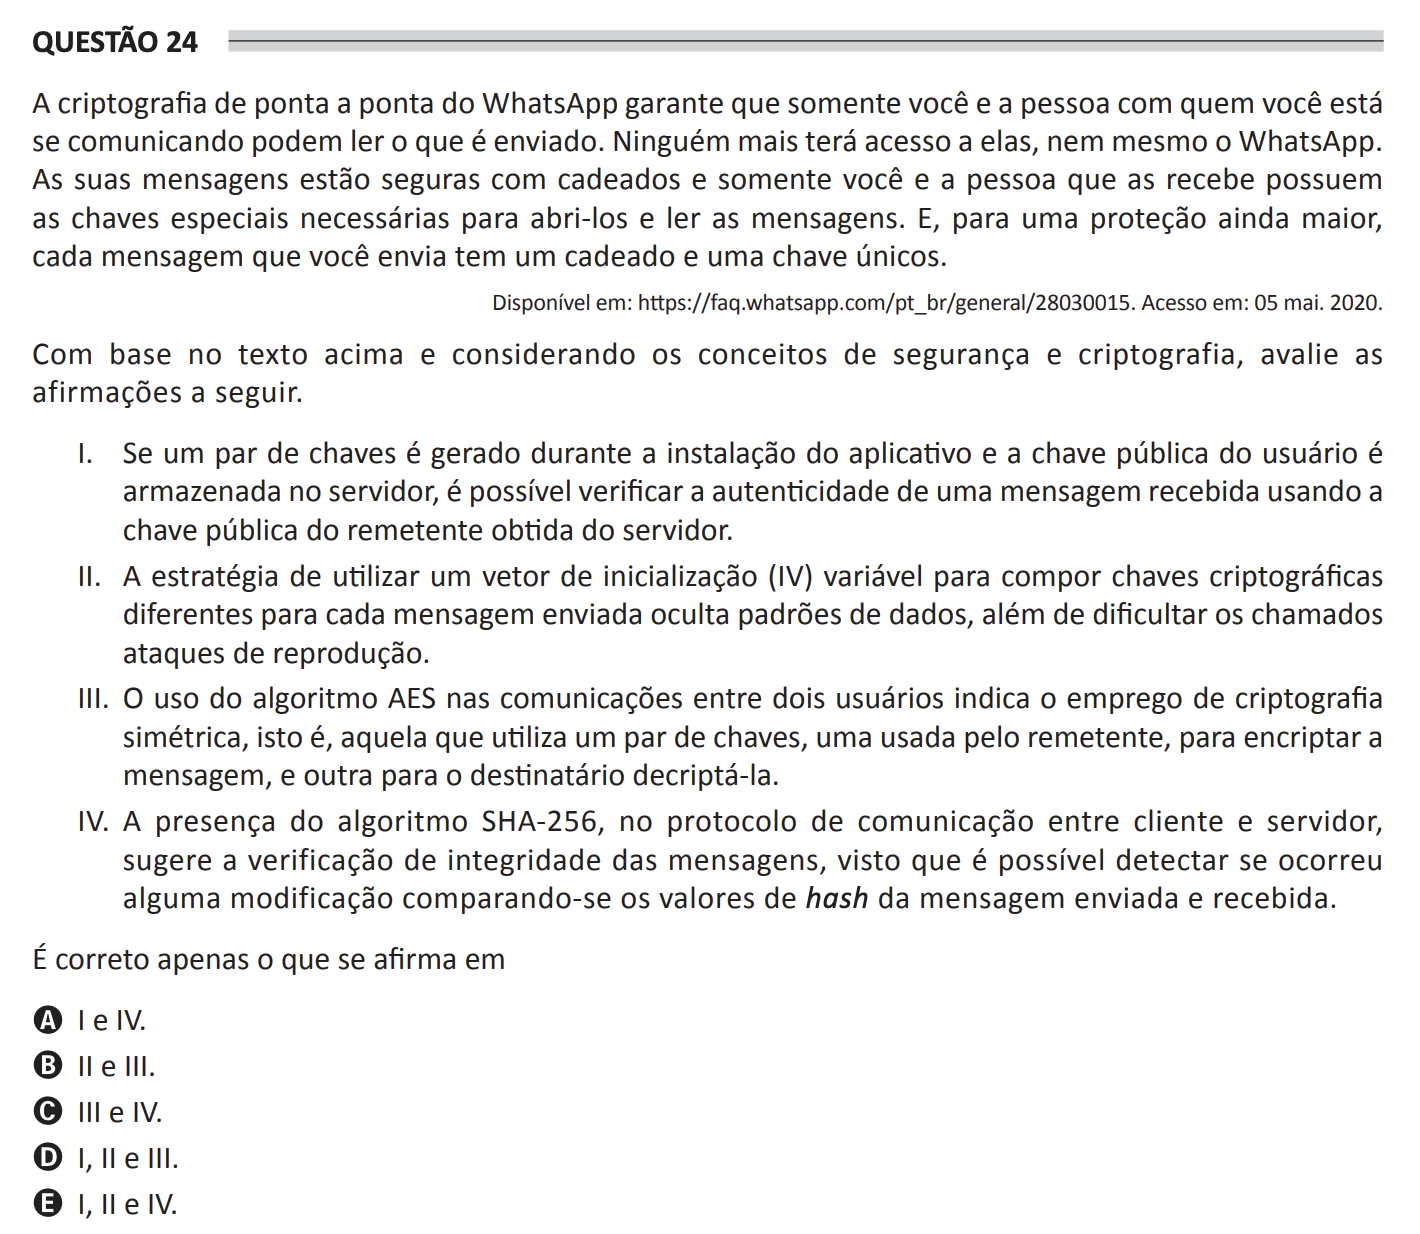 QUESTÃO 24
A criptografia de ponta a ponta do WhatsApp garante que somente você e a pessoa com quem você está
se comunicando podem ler o que é enviado. Ninguém mais terá acesso a elas, nem mesmo o WhatsApp.
As suas mensagens estão seguras com cadeados e somente você e a pessoa que as recebe possuem
as chaves especiais necessárias para abri-los e ler as mensagens. E, para uma proteção ainda maior,
cada mensagem que você envia tem um cadeado e uma chave únicos.
Disponível em: https://faq.whatsapp.com/pt_br/general/28030015. Acesso em: 05 mai. 2020.
Com base no texto acima e considerando os conceitos de segurança e criptografia, avalie as
afirmações a seguir.
I. Se um par de chaves é gerado durante a instalação do aplicativo e a chave pública do usuário é
armazenada no servidor, é possível verificar a autenticidade de uma mensagem recebida usando a
chave pública do remetente obtida do servidor.
II. A estratégia de utilizar um vetor de inicialização (IV) variável para compor chaves criptográficas
diferentes para cada mensagem enviada oculta padrões de dados, além de dificultar os chamados
ataques de reprodução.
III. O uso do algoritmo AES nas comunicações entre dois usuários indica o emprego de criptografia
simétrica, isto é, aquela que utiliza um par de chaves, uma usada pelo remetente, para encriptar a
mensagem, e outra para o destinatário decriptá-la.
IV. A presença do algoritmo SHA-256, no protocolo de comunicação entre cliente e servidor,
sugere a verificação de integridade das mensagens, visto que é possível detectar se ocorreu
alguma modificação comparando-se os valores de hash da mensagem enviada e recebida.
É correto apenas o que se afirma em
A I e IV.
B II e III.
C III e IV.
D I, II e III.
E I, II e IV.